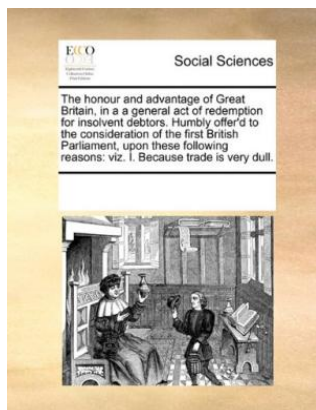 ECCO
Social Sciences
The honour and advantage of Great
Britain, in a a general act of redemption
for insolvent debtors. Humbly offer'd to
the consideration of the first British
Parliament, upon these following
reasons: viz. I. Because trade is very dull.